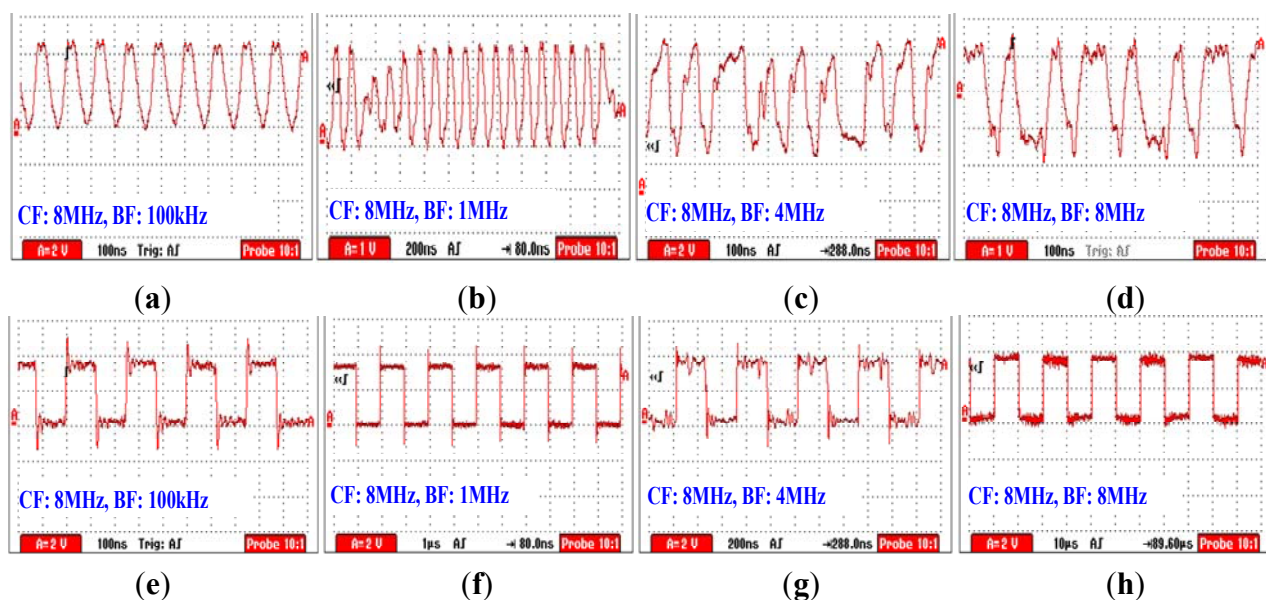 CF: 8MHz, BF: 100kHz
A=2 V 100ns Trig: A Probe 10:1
(a)
CF: 8MHz, BF: 1MHz
A=1 V 200ns A 80.0ns Probe 10:1
(b)
CF: 8MHz, BF: 4MHz
A=2 V 100ns A 288.0ns Probe 10:1
(c)
CF: 8MHz, BF: 8MHz
A=1 V 100ns Trig: A Probe 10:1
(d)
CF: 8MHz, BF: 100kHz
A=2 V 100ns Trig: A Probe 10:1
(e)
CF: 8MHz, BF: 1MHz
A=2 V 1µs A 80.0ns Probe 10:1
(f)
CF: 8MHz, BF: 4MHz
A=2 V 200ns A 288.0ns Probe 10:1
(g)
CF: 8MHz, BF: 8MHz
A=2 V 10µs A 89.60µs Probe 10:1
(h)